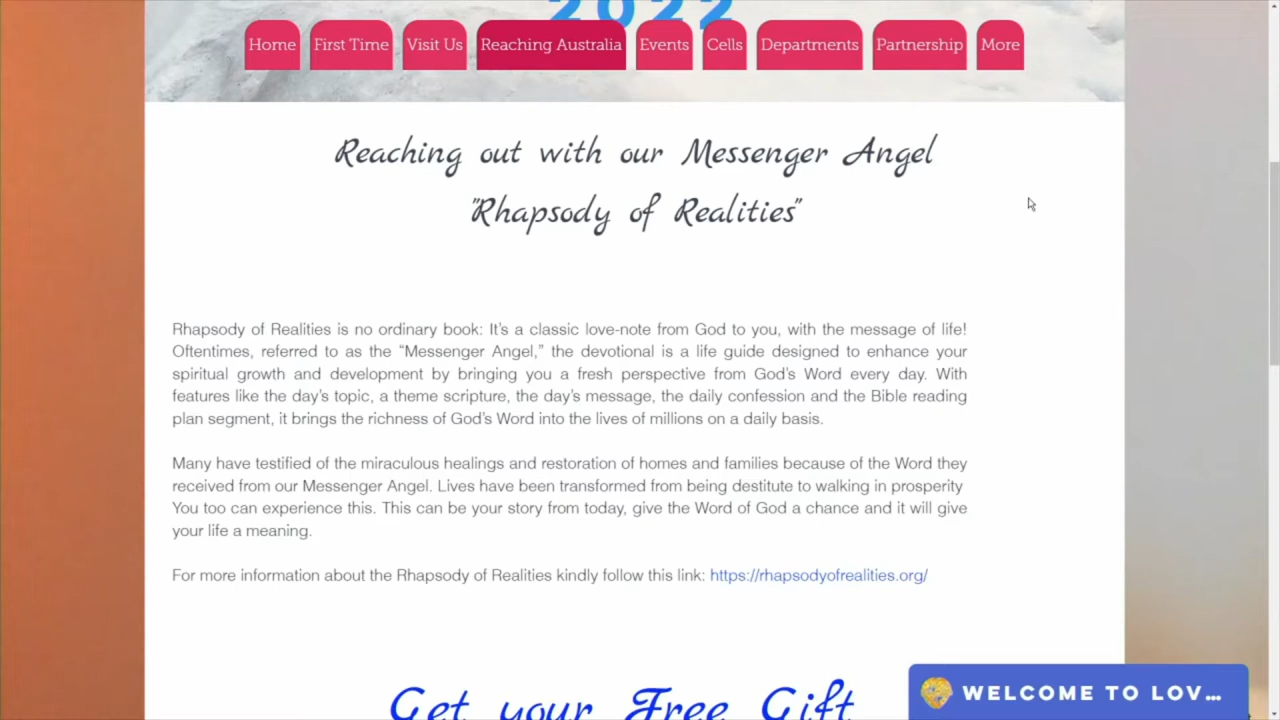 2022
Home First Time Visit Us Reaching Australia Events Cells Departments Partnership More
Reaching out with our Messenger Angel
"Rhapsody of Realities"
Rhapsody of Realities is no ordinary book: It's a classic love-note from God to you, with the message of life!
Oftentimes, referred to as the “Messenger Angel,” the devotional is a life guide designed to enhance your
spiritual growth and development by bringing you a fresh perspective from God's Word every day. With
features like the day's topic, a theme scripture, the day's message, the daily confession and the Bible reading
plan segment, it brings the richness of God's Word into the lives of millions on a daily basis.
Many have testified of the miraculous healings and restoration of homes and families because of the Word they
received from our Messenger Angel. Lives have been transformed from being destitute to walking in prosperity
You too can experience this. This can be your story from today, give the Word of God a chance and it will give
your life a meaning.
For more information about the Rhapsody of Realities kindly follow this link: https://rhapsodyofrealities.org/
Get your Free Gift
WELCOME TO LOV...